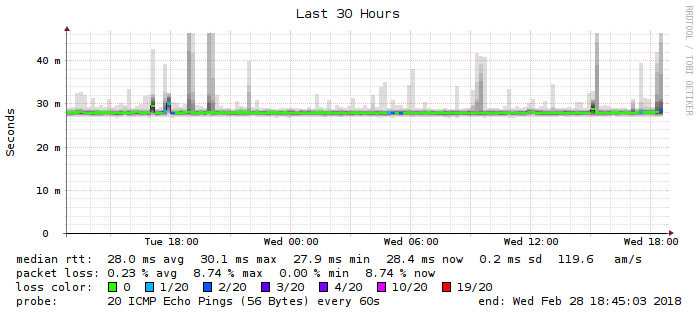 Last 30 Hours
RRDTOOL / TOBI OETIKER
Seconds
40 m
30 m
20 m
10 m
0
Tue 18:00 Wed 00:00 Wed 06:00 Wed 12:00 Wed 18:00
median rtt: 28.0 ms avg 30.1 ms max 27.9 ms min 28.4 ms now 0.2 ms sd 119.6 am/s
packet loss: 0.23 % avg 8.74 % max 0.00 % min 8.74 % now
loss color: 0 1/20 2/20 3/20 4/20 10/20 19/20
probe: 20 ICMP Echo Pings (56 Bytes) every 60s end: Wed Feb 28 18:45:03 2018